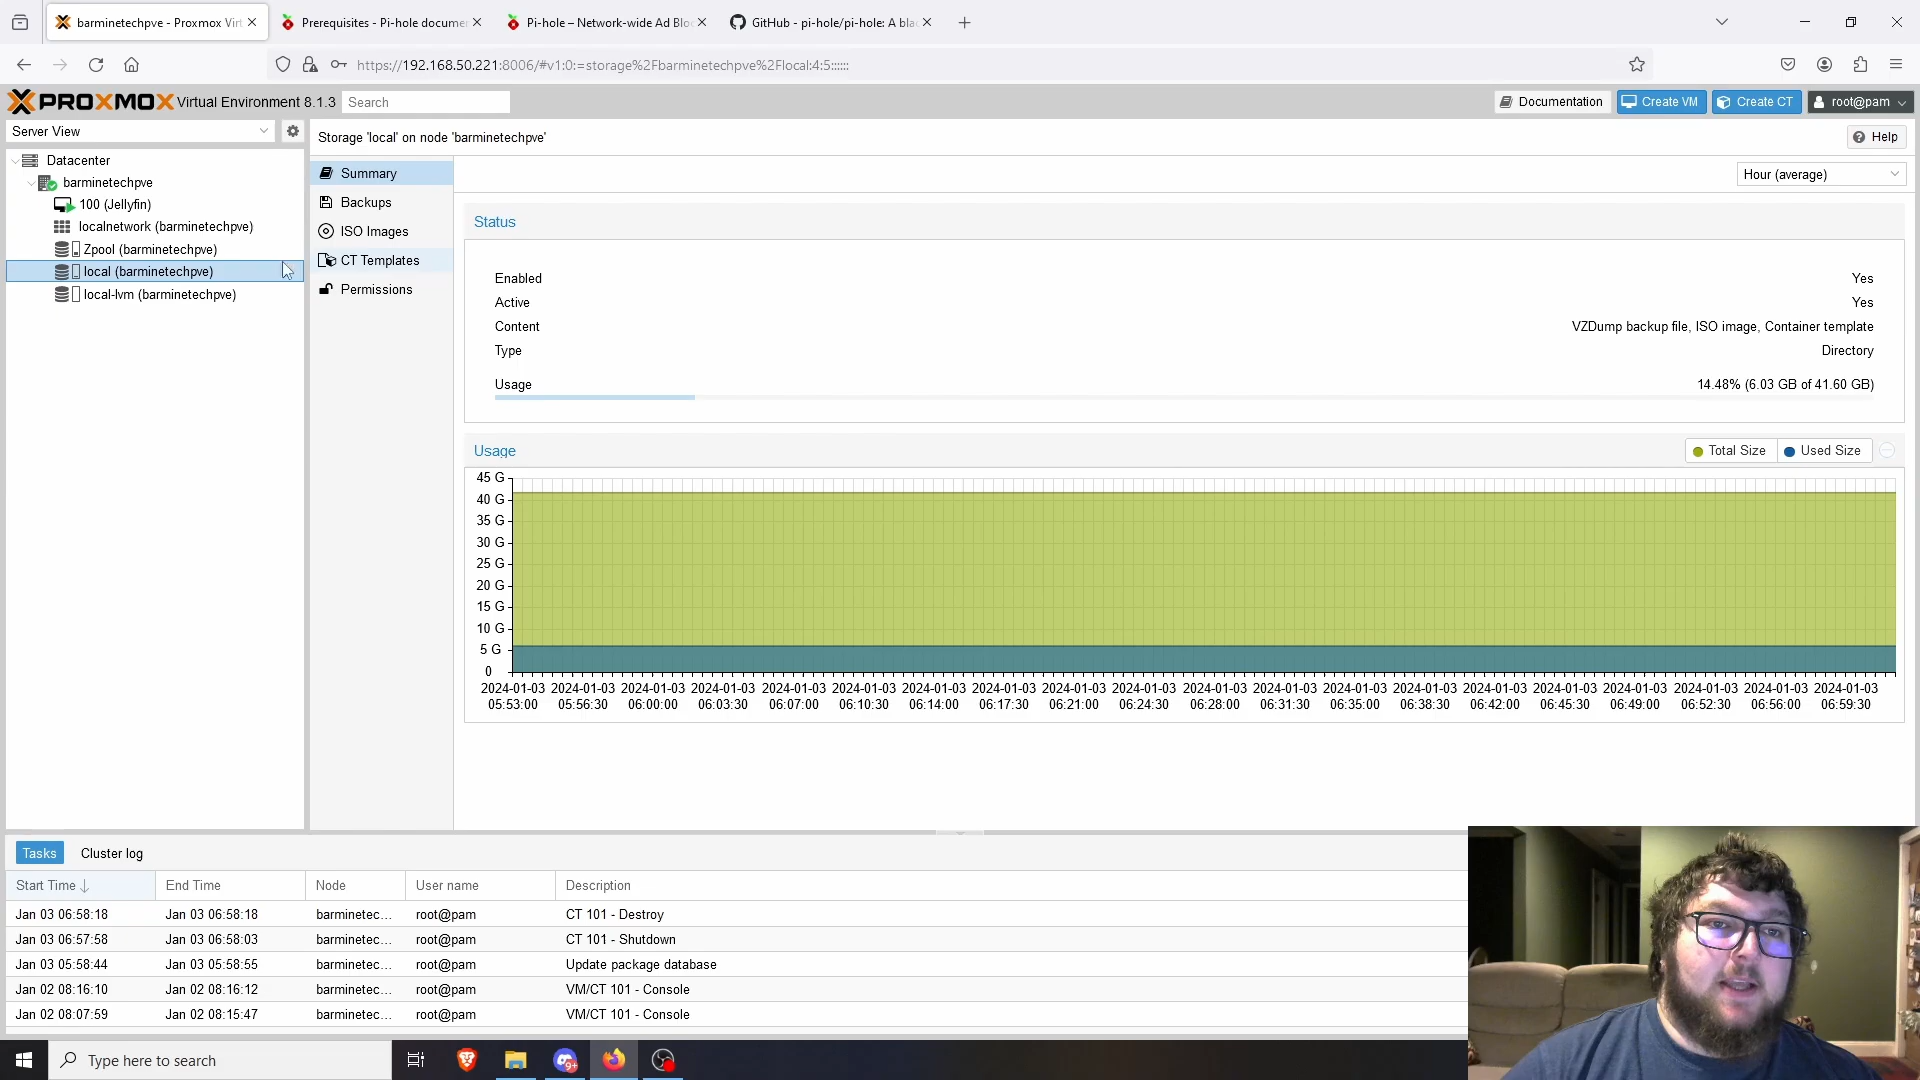 barminetechpve - Proxmox Virt
Prerequisites - Pi-hole documen
Pi-hole – Network-wide Ad Bloc
GitHub - pi-hole/pi-hole: A blac
https://192.168.50.221:8006/#v1:0:=storage%2Fbarminetechpve%2Flocal:4:5::::::
PROXMOX Virtual Environment 8.1.3
Search
Documentation
Create VM
Create CT
root@pam
Server View
Storage 'local' on node 'barminetechpve'
Help
Datacenter
barminetechpve
100 (Jellyfin)
localnetwork (barminetechpve)
Zpool (barminetechpve)
local (barminetechpve)
local-lvm (barminetechpve)
Summary
Backups
ISO Images
CT Templates
Permissions
Hour (average)
Status
Enabled Yes
Active Yes
Content VZDump backup file, ISO image, Container template
Type Directory
Usage 14.48% (6.03 GB of 41.60 GB)
Usage
Total Size
Used Size
45 G
40 G
35 G
30 G
25 G
20 G
15 G
10 G
5 G
0
2024-01-03 2024-01-03 2024-01-03 2024-01-03 2024-01-03 2024-01-03 2024-01-03 2024-01-03 2024-01-03 2024-01-03 2024-01-03 2024-01-03 2024-01-03 2024-01-03 2024-01-03 2024-01-03 2024-01-03 2024-01-03 2024-01-03 2024-01-03
05:53:00 05:56:30 06:00:00 06:03:30 06:07:00 06:10:30 06:14:00 06:17:30 06:21:00 06:24:30 06:28:00 06:31:30 06:35:00 06:38:30 06:42:00 06:45:30 06:49:00 06:52:30 06:56:00 06:59:30
Tasks
Cluster log
Start Time End Time Node User name Description
Jan 03 06:58:18 Jan 03 06:58:18 barminetec... root@pam CT 101 - Destroy
Jan 03 06:57:58 Jan 03 06:58:03 barminetec... root@pam CT 101 - Shutdown
Jan 03 05:58:44 Jan 03 05:58:55 barminetec... root@pam Update package database
Jan 02 08:16:10 Jan 02 08:16:12 barminetec... root@pam VM/CT 101 - Console
Jan 02 08:07:59 Jan 02 08:15:47 barminetec... root@pam VM/CT 101 - Console
Type here to search
9+